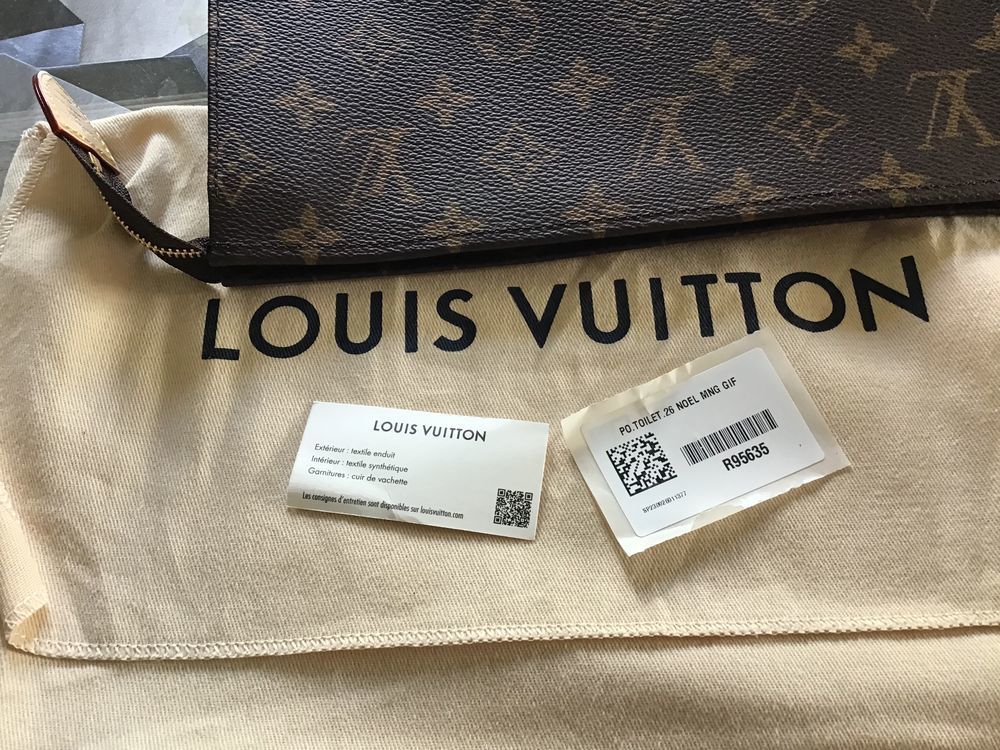 LOUIS VUITTON
LOUIS VUITTON
Extérieur : textile enduit
Intérieur : textile synthétique
Garnitures : cuir de vachette
Les consignes d'entretien sont disponibles sur louisvuitton.com
PO.TOILET.26 NOEL MNG GIF
R95635